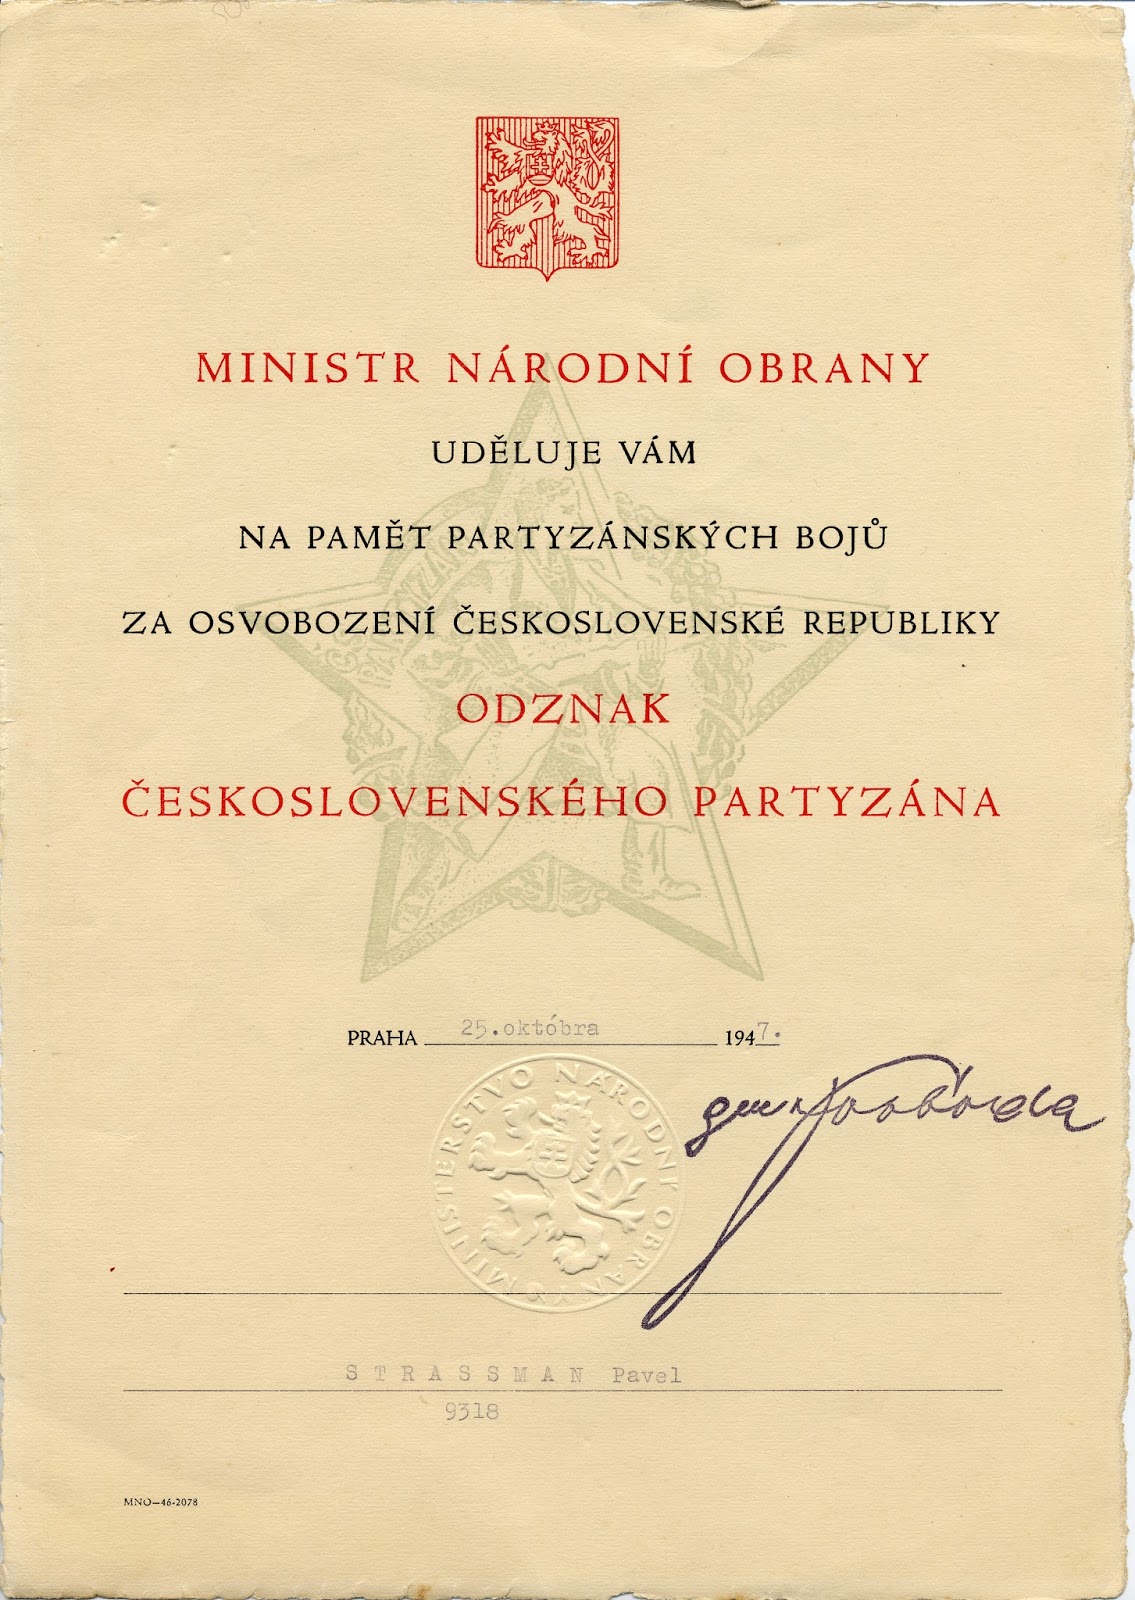 MINISTR NÁRODNÍ OBRANY
UDĚLUJE VÁM
NA PAMĚT PARTYZÁNSKÝCH BOJŮ
ZA OSVOBOZENÍ ČESKOSLOVENSKÉ REPUBLIKY
ODZNAK
ČESKOSLOVENSKÉHO PARTYZÁNA
PRAHA 25.októbra 1947.
gen Svoboda
MINISTERSTVO NÁRODNÍ OBRANY
STRASSMAN Pavel
9318
MNO—46-2078